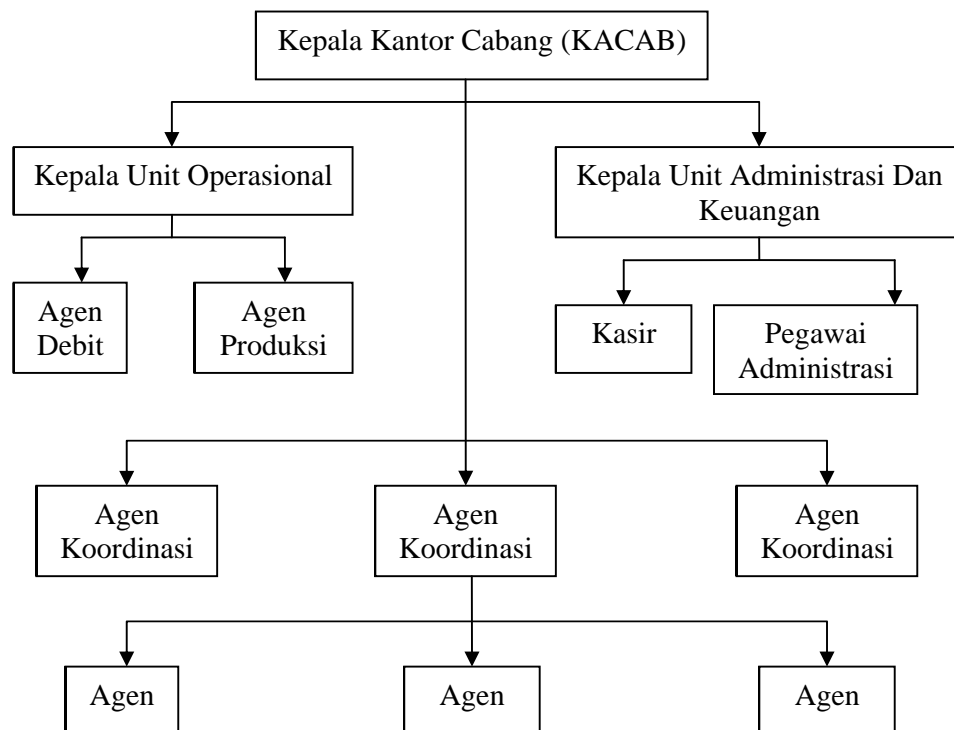 Kepala Kantor Cabang (KACAB)
Kepala Unit Operasional
Kepala Unit Administrasi Dan
Keuangan
Agen
Debit
Agen
Produksi
Kasir
Pegawai
Administrasi
Agen
Koordinasi
Agen
Koordinasi
Agen
Koordinasi
Agen
Agen
Agen